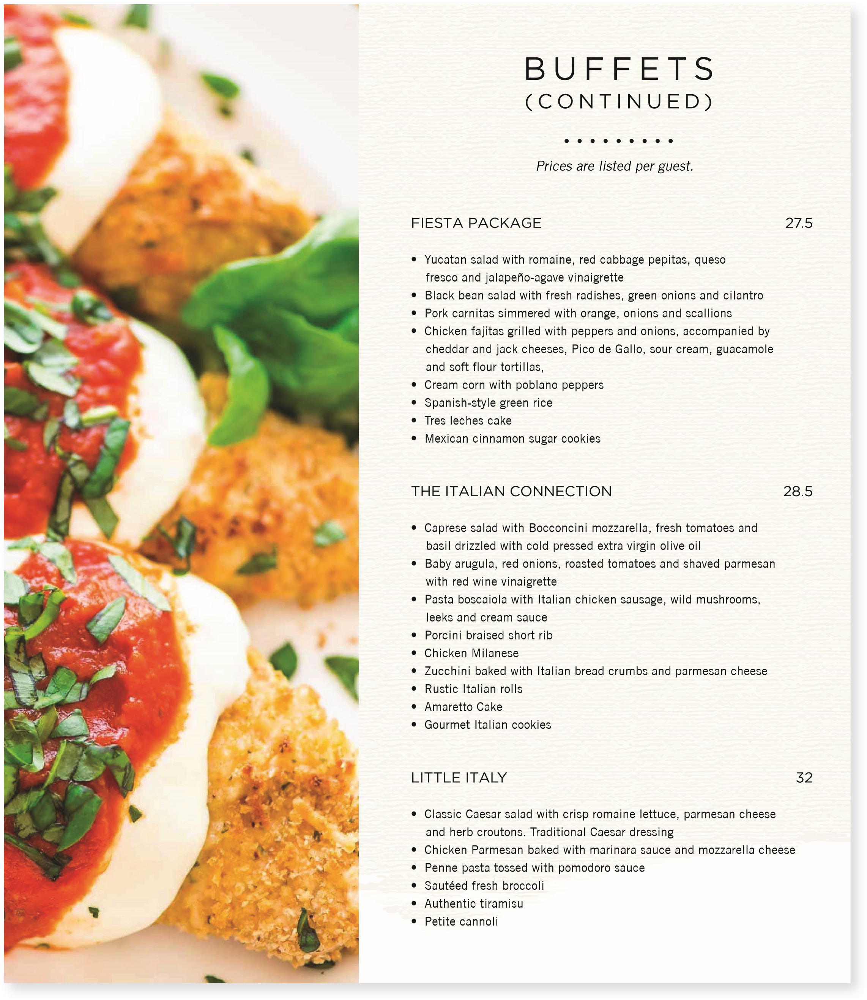 BUFFETS
(CONTINUED)
Prices are listed per guest.
FIESTA PACKAGE 27.5
• Yucatan salad with romaine, red cabbage pepitas, queso
fresco and jalapeño-agave vinaigrette
• Black bean salad with fresh radishes, green onions and cilantro
• Pork carnitas simmered with orange, onions and scallions
• Chicken fajitas grilled with peppers and onions, accompanied by
cheddar and jack cheeses, Pico de Gallo, sour cream, guacamole
and soft flour tortillas,
• Cream corn with poblano peppers
• Spanish-style green rice
• Tres leches cake
• Mexican cinnamon sugar cookies
THE ITALIAN CONNECTION 28.5
• Caprese salad with Bocconcini mozzarella, fresh tomatoes and
basil drizzled with cold pressed extra virgin olive oil
• Baby arugula, red onions, roasted tomatoes and shaved parmesan
with red wine vinaigrette
• Pasta boscaiola with Italian chicken sausage, wild mushrooms,
leeks and cream sauce
• Porcini braised short rib
• Chicken Milanese
• Zucchini baked with Italian bread crumbs and parmesan cheese
• Rustic Italian rolls
• Amaretto Cake
• Gourmet Italian cookies
LITTLE ITALY 32
• Classic Caesar salad with crisp romaine lettuce, parmesan cheese
and herb croutons. Traditional Caesar dressing
• Chicken Parmesan baked with marinara sauce and mozzarella cheese
• Penne pasta tossed with pomodoro sauce
• Sautéed fresh broccoli
• Authentic tiramisu
• Petite cannoli